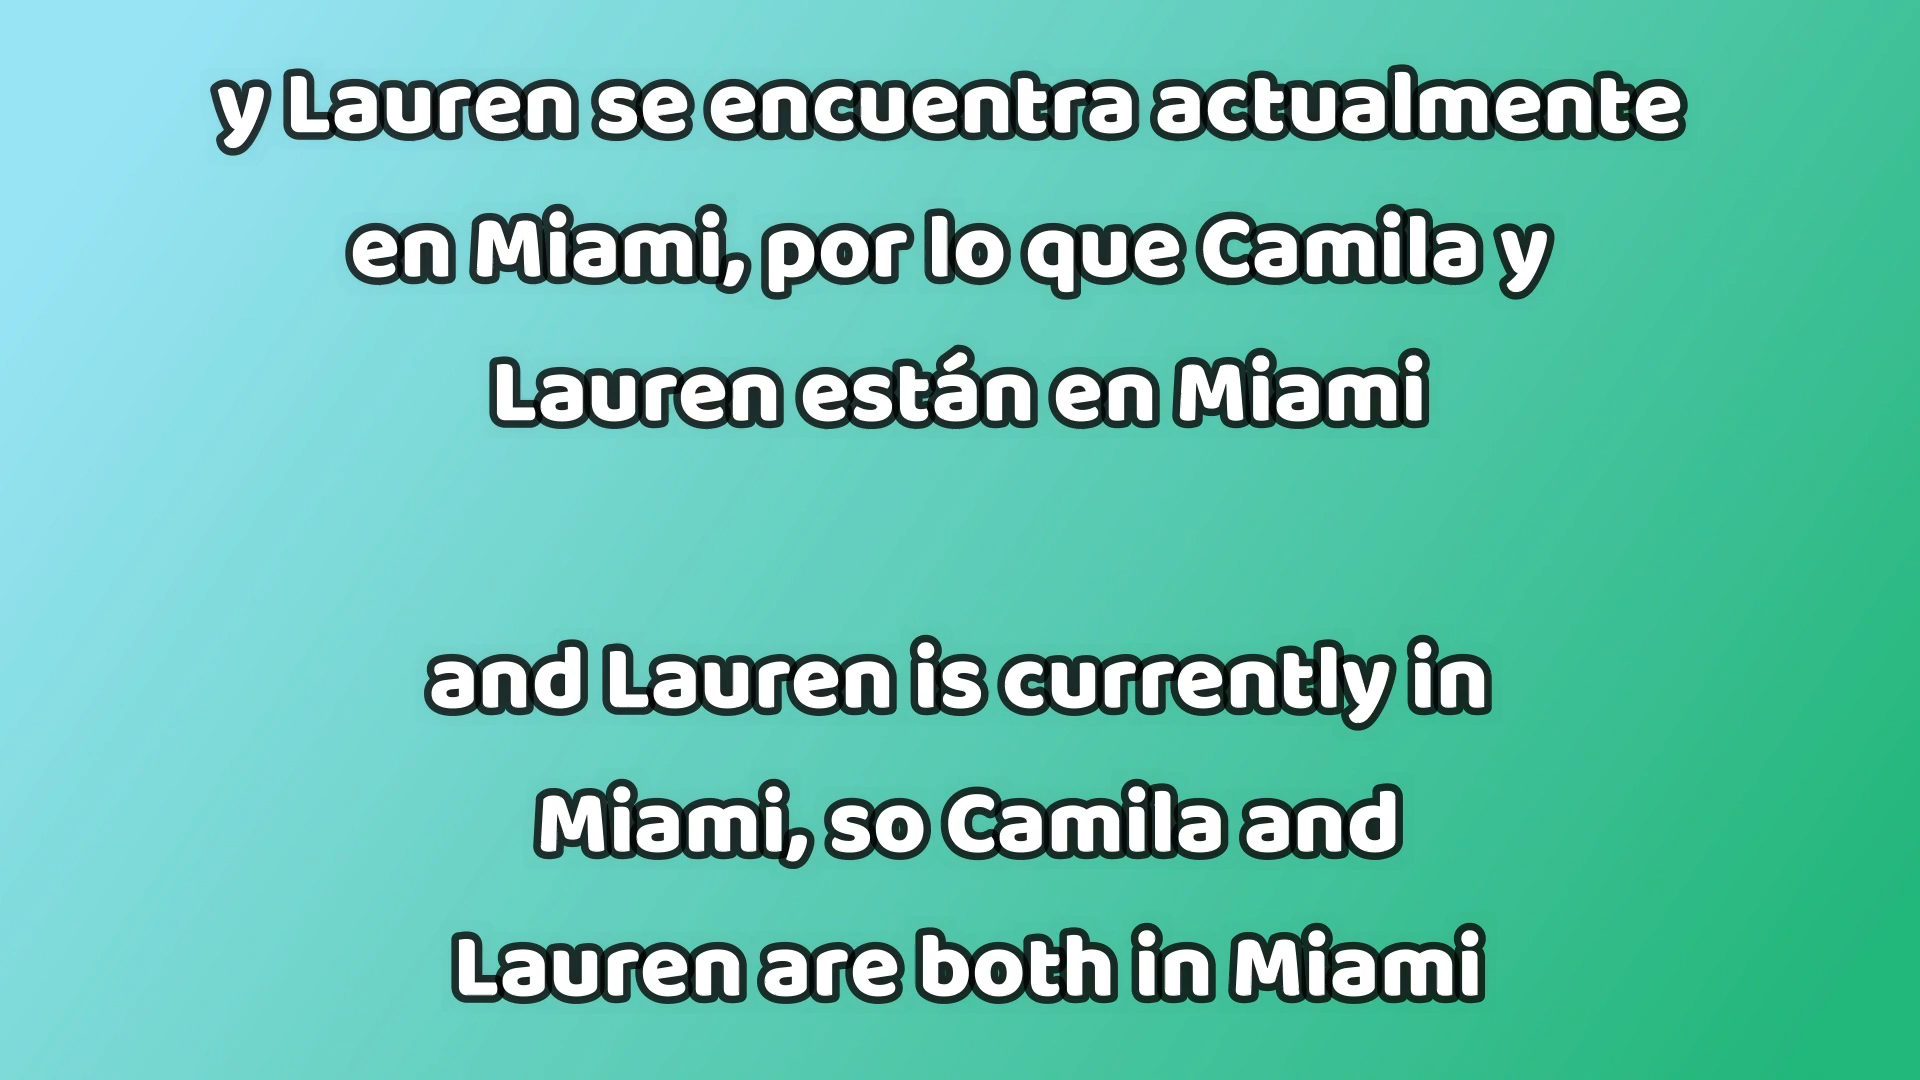 y Lauren se encuentra actualmente
en Miami, por lo que Camila y
Lauren están en Miami
and Lauren is currently in
Miami, so Camila and
Lauren are both in Miami